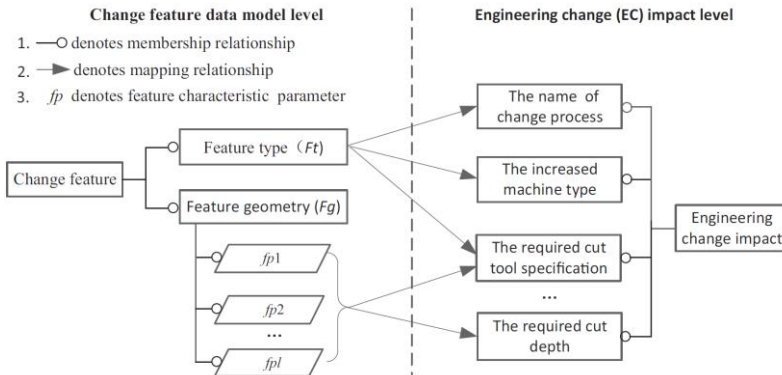 Change feature data model level
1. denotes membership relationship
2. denotes mapping relationship
3. fp denotes feature characteristic parameter
Change feature
Feature type (Ft)
Feature geometry (Fg)
fp1
fp2
...
fpl
Engineering change (EC) impact level
The name of
change process
The increased
machine type
The required cut
tool specification
...
The required cut
depth
Engineering
change impact